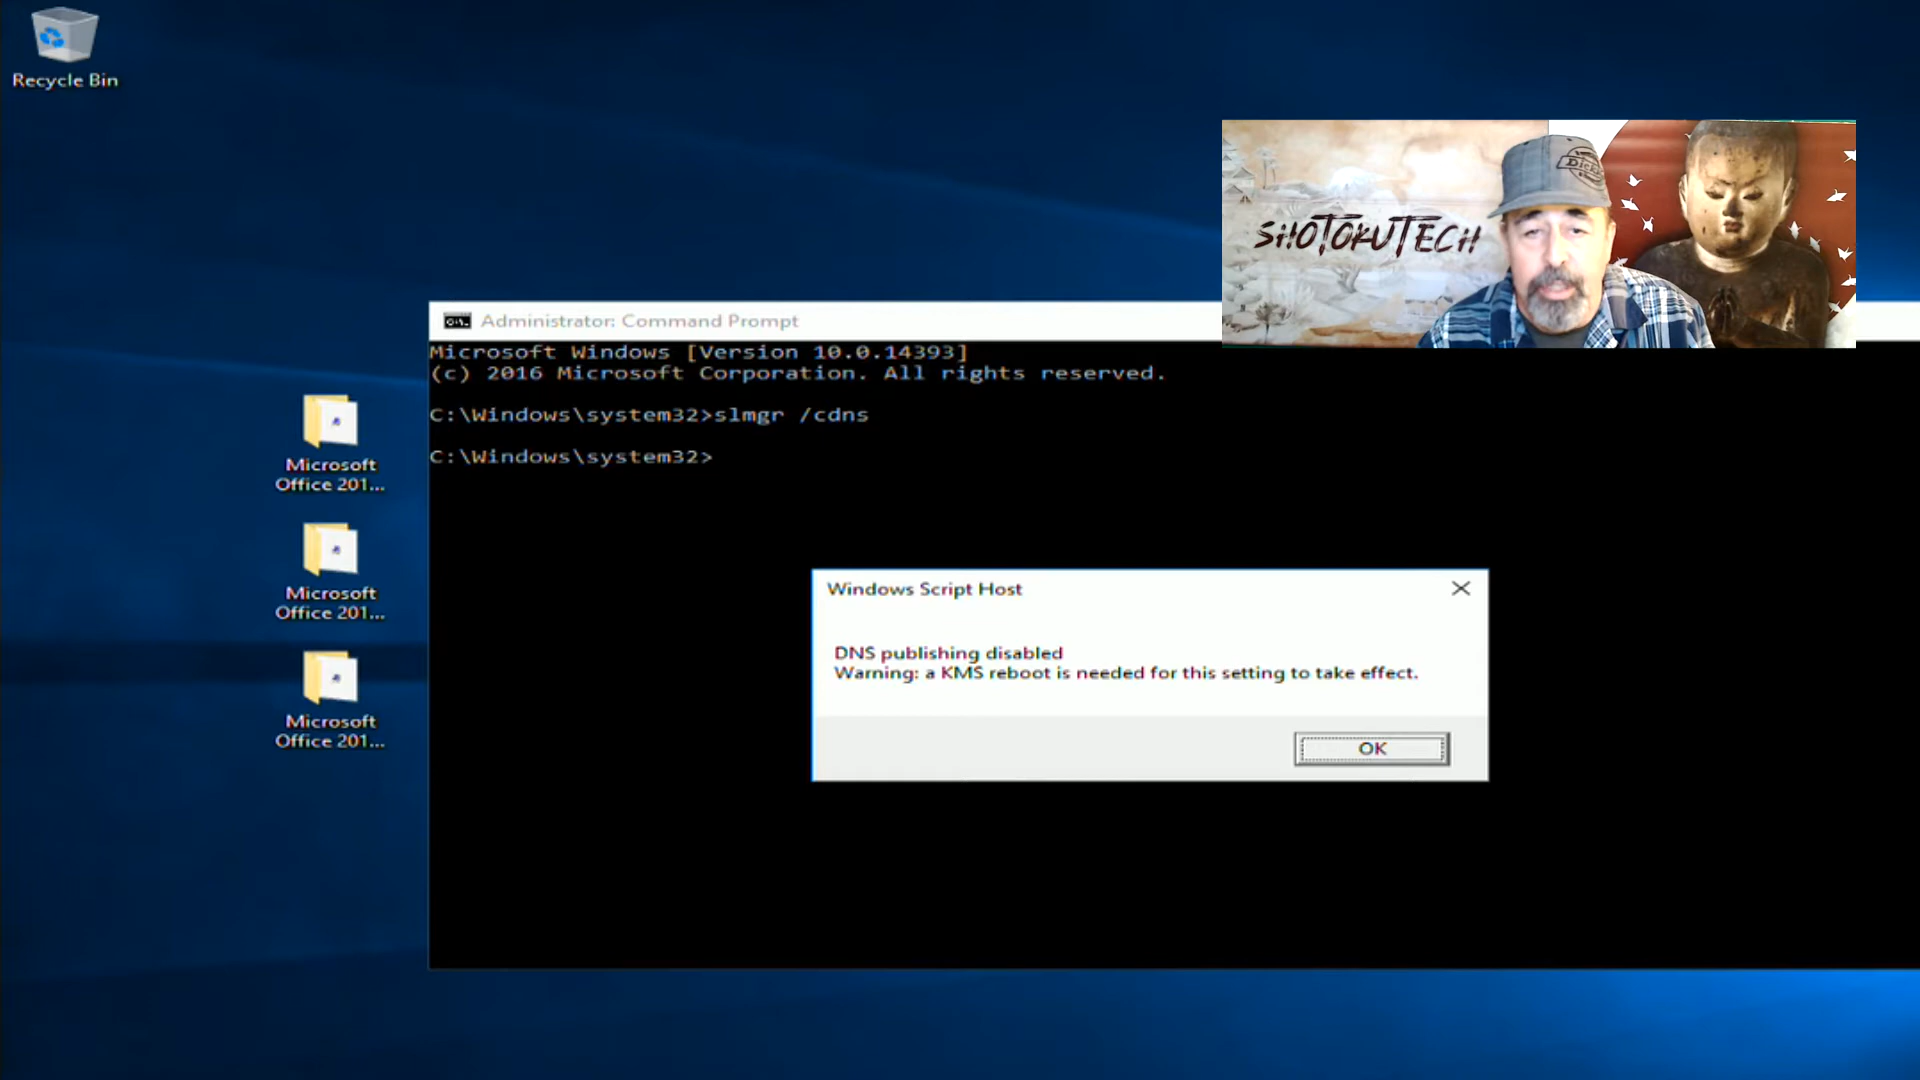 Recycle Bin
SHOTOKUTECH
Dickies
Administrator: Command Prompt
Microsoft Windows [Version 10.0.14393]
(c) 2016 Microsoft Corporation. All rights reserved.
C:\Windows\system32>slmgr /cdns
C:\Windows\system32>
Microsoft
Office 201...
Microsoft
Office 201...
Microsoft
Office 201...
Windows Script Host
DNS publishing disabled
Warning: a KMS reboot is needed for this setting to take effect.
OK